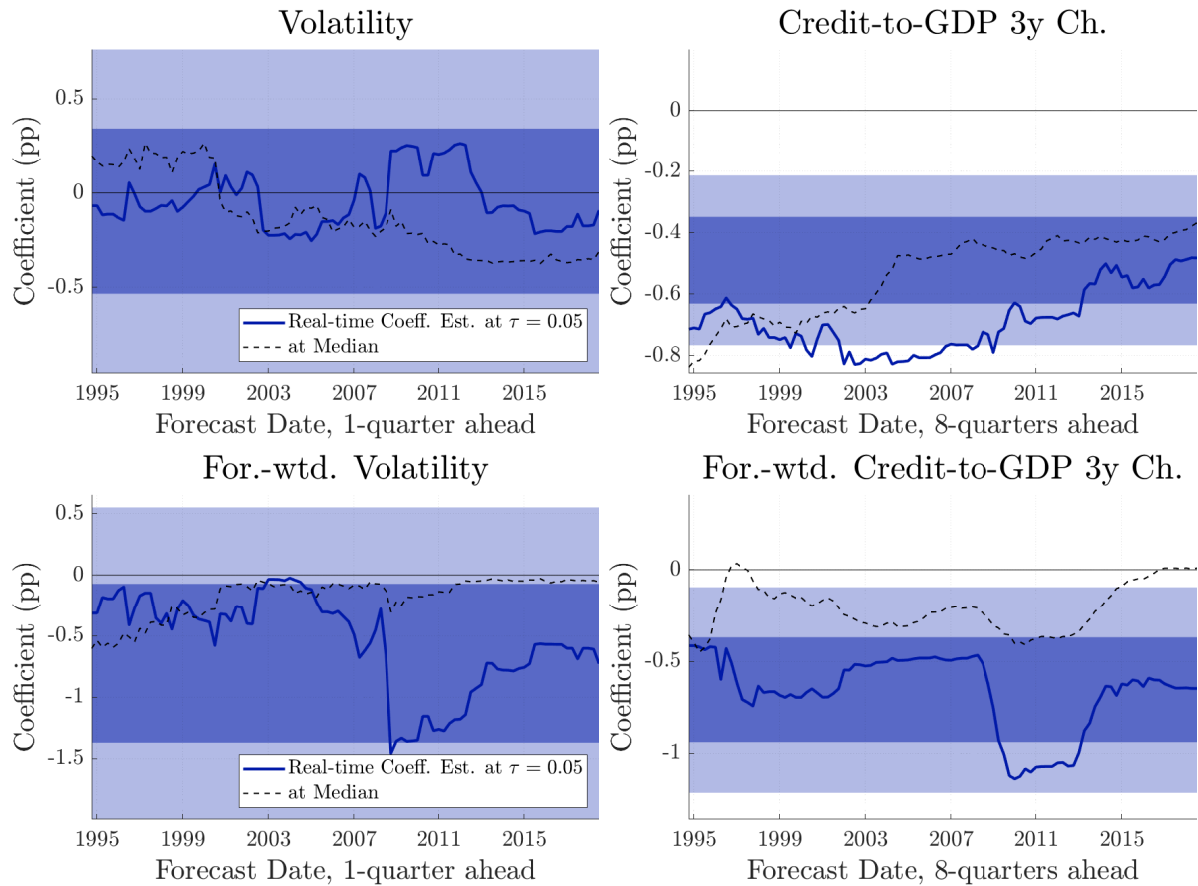 Volatility
Coefficient (pp)
0.5
0
-0.5
Real-time Coeff. Est. at τ = 0.05
at Median
1995 1999 2003 2007 2011 2015
Forecast Date, 1-quarter ahead
Credit-to-GDP 3y Ch.
Coefficient (pp)
0
-0.2
-0.4
-0.6
-0.8
1995 1999 2003 2007 2011 2015
Forecast Date, 8-quarters ahead
For.-wtd. Volatility
Coefficient (pp)
0.5
0
-0.5
-1
-1.5
Real-time Coeff. Est. at τ = 0.05
at Median
1995 1999 2003 2007 2011 2015
Forecast Date, 1-quarter ahead
For.-wtd. Credit-to-GDP 3y Ch.
Coefficient (pp)
0
-0.5
-1
1995 1999 2003 2007 2011 2015
Forecast Date, 8-quarters ahead